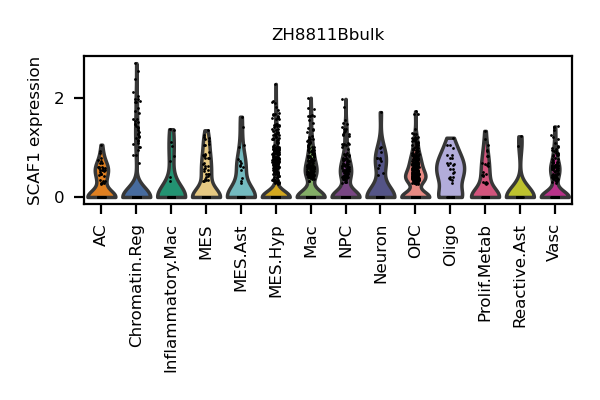 ZH8811Bbulk
SCAF1 expression
2
0
AC
Chromatin.Reg
Inflammatory.Mac
MES
MES.Ast
MES.Hyp
Mac
NPC
Neuron
OPC
Oligo
Prolif.Metab
Reactive.Ast
Vasc